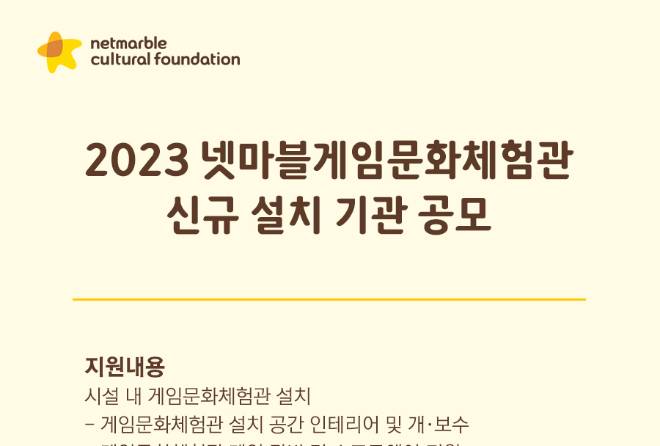 netmarble
cultural foundation
2023 넷마블게임문화체험관
신규 설치 기관 공모
지원내용
시설 내 게임문화체험관 설치
- 게임문화체험관 설치 공간 인테리어 및 개·보수